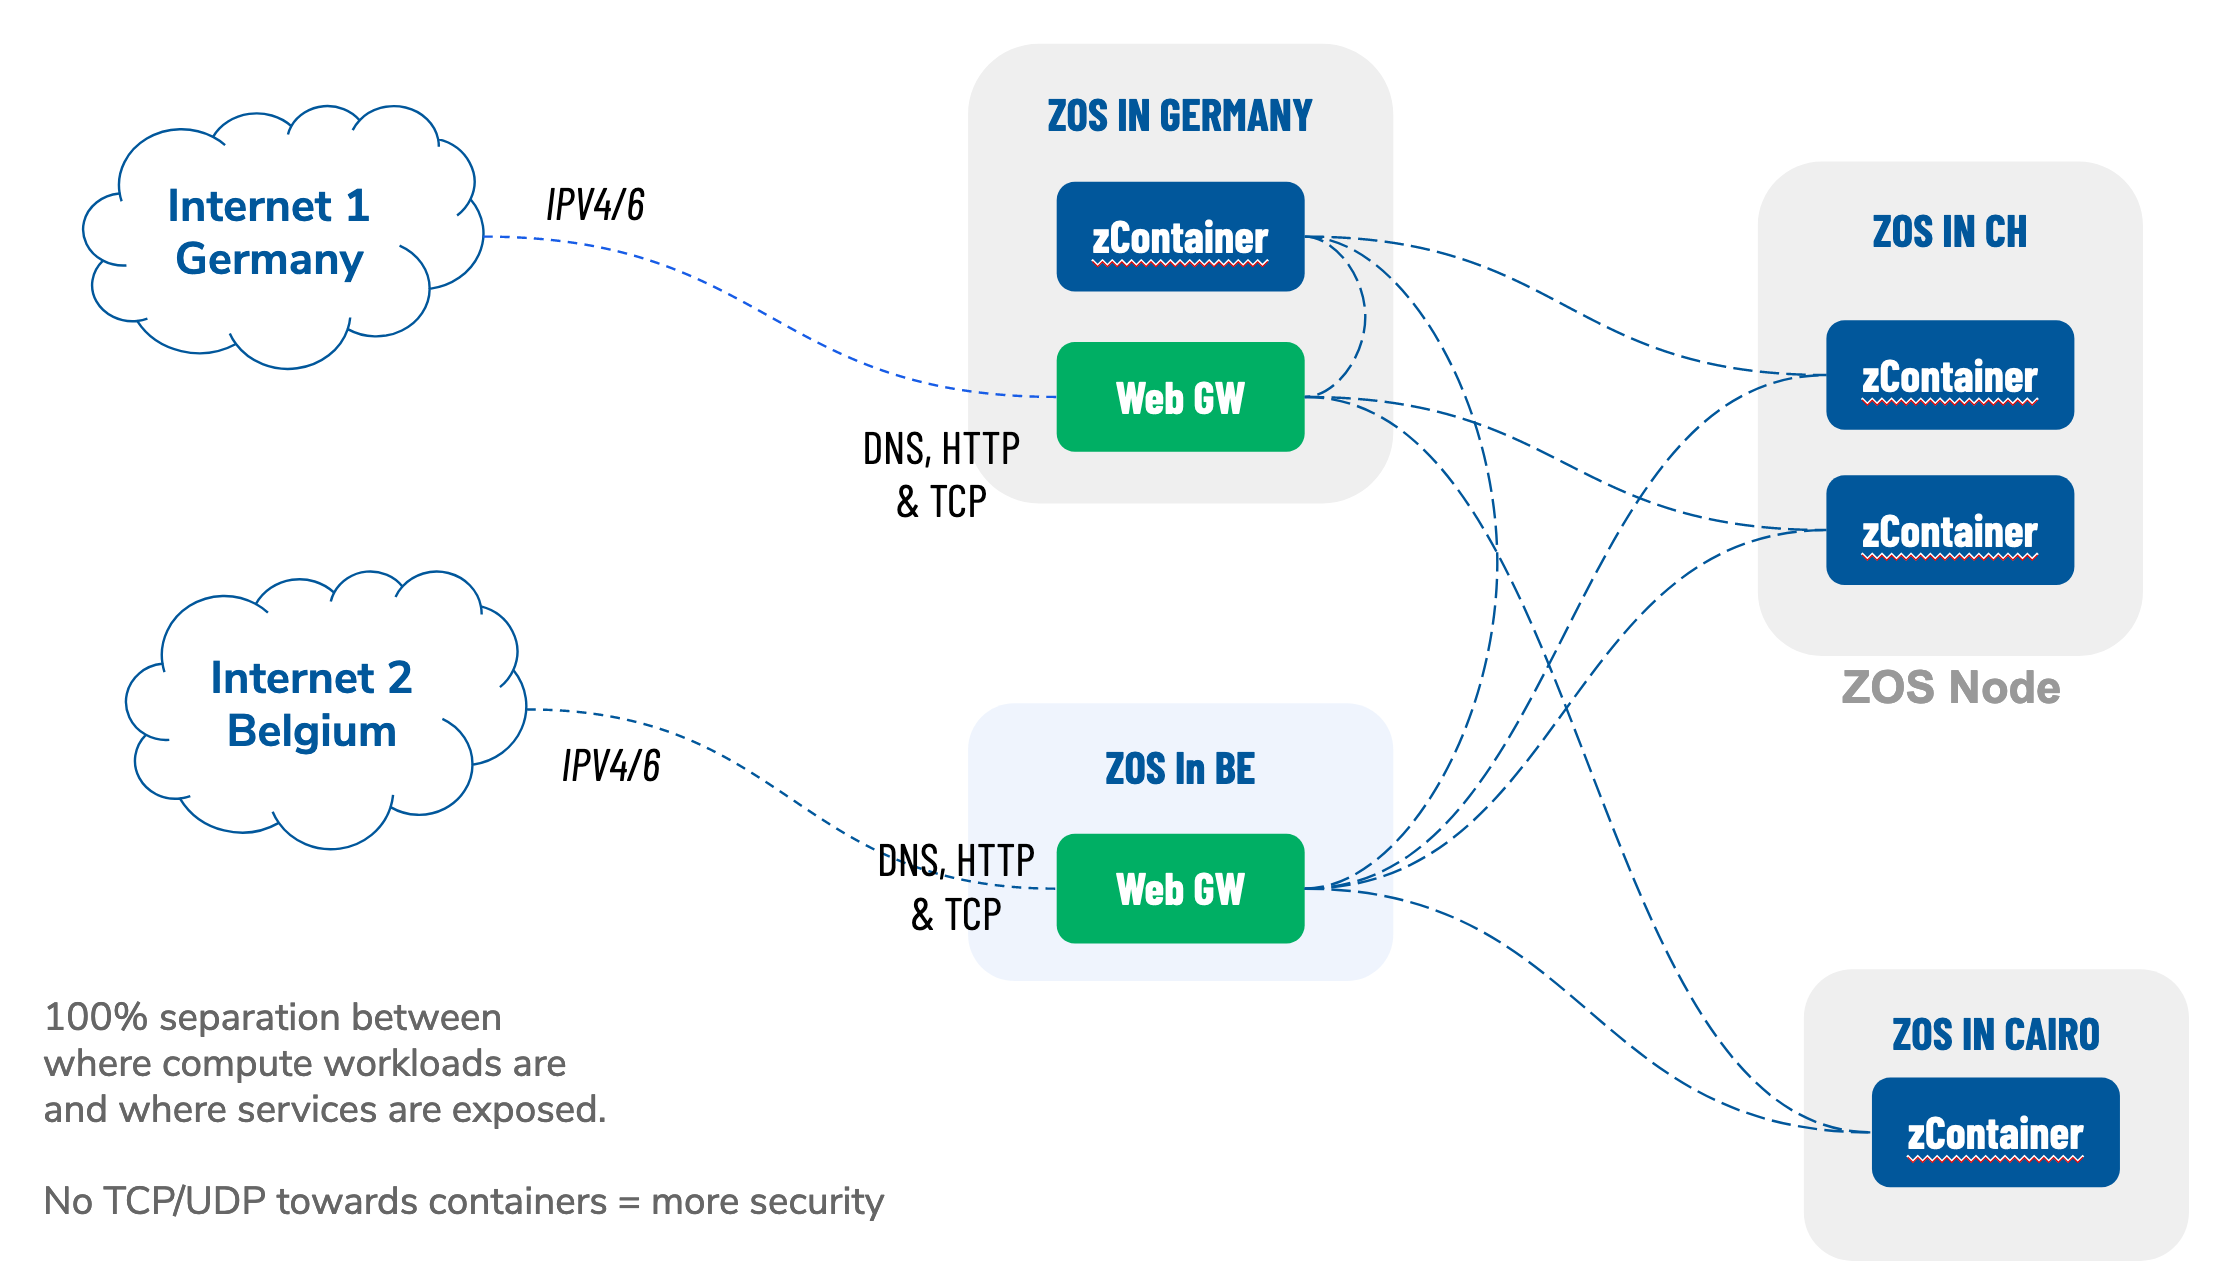 Internet 1
Germany
IPV4/6
ZOS IN GERMANY
zContainer
Web GW
DNS, HTTP
& TCP
ZOS IN CH
zContainer
zContainer
ZOS Node
Internet 2
Belgium
IPV4/6
ZOS In BE
DNS, HTTP
& TCP
Web GW
ZOS IN CAIRO
zContainer
100% separation between
where compute workloads are
and where services are exposed.
No TCP/UDP towards containers = more security